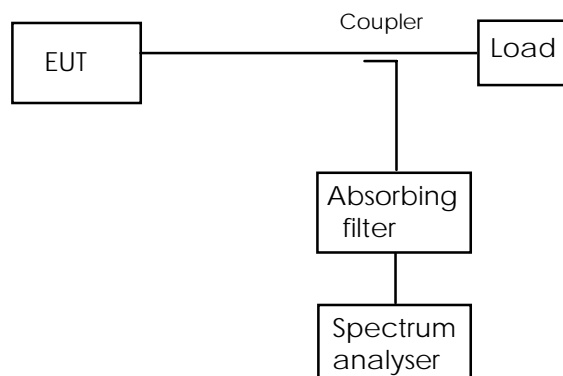 Coupler
EUT
Load
Absorbing
filter
Spectrum
analyser